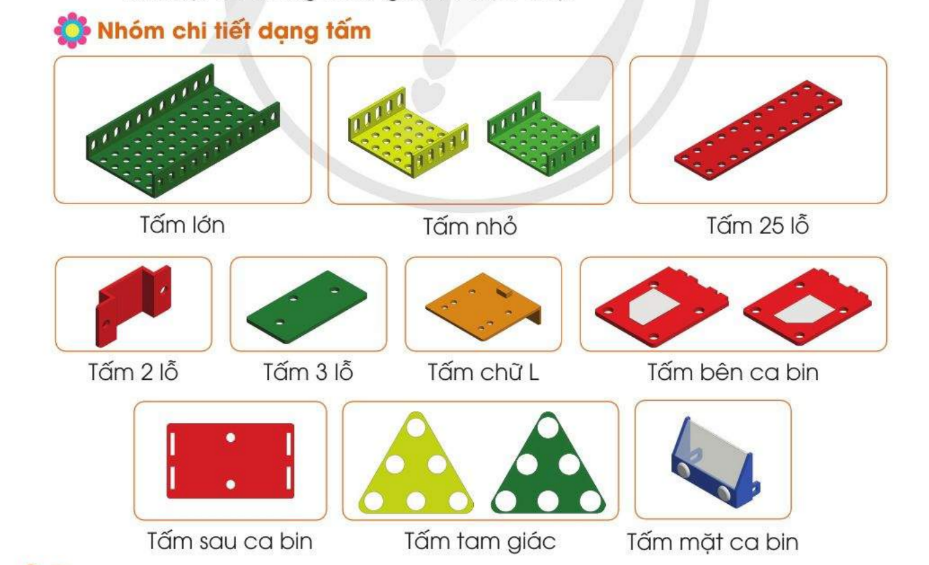 Nhóm chi tiết dạng tấm
Tấm lớn
Tấm nhỏ
Tấm 25 lỗ
Tấm 2 lỗ
Tấm 3 lỗ
Tấm chữ L
Tấm bên ca bin
Tấm sau ca bin
Tấm tam giác
Tấm mặt ca bin